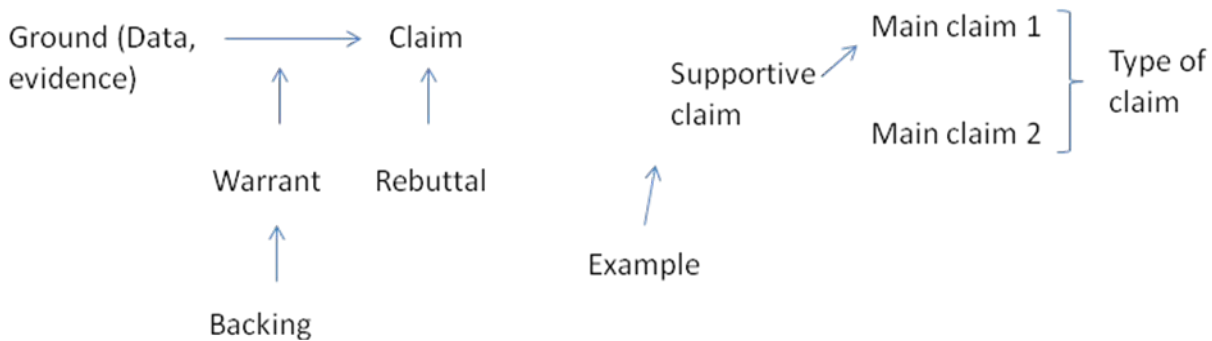 Ground (Data,
evidence)
Claim
Warrant
Rebuttal
Backing
Supportive
claim
Example
Main claim 1
Main claim 2
Type of
claim